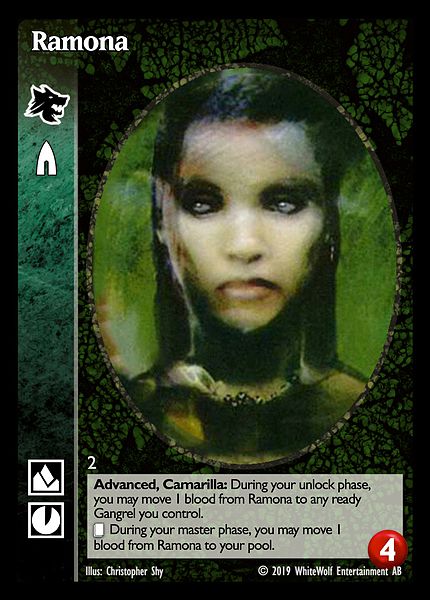 Ramona
2
Advanced, Camarilla: During your unlock phase,
you may move 1 blood from Ramona to any ready
Gangrel you control.
During your master phase, you may move 1
blood from Ramona to your pool.
4
Illus: Christopher Shy © 2019 WhiteWolf Entertainment AB